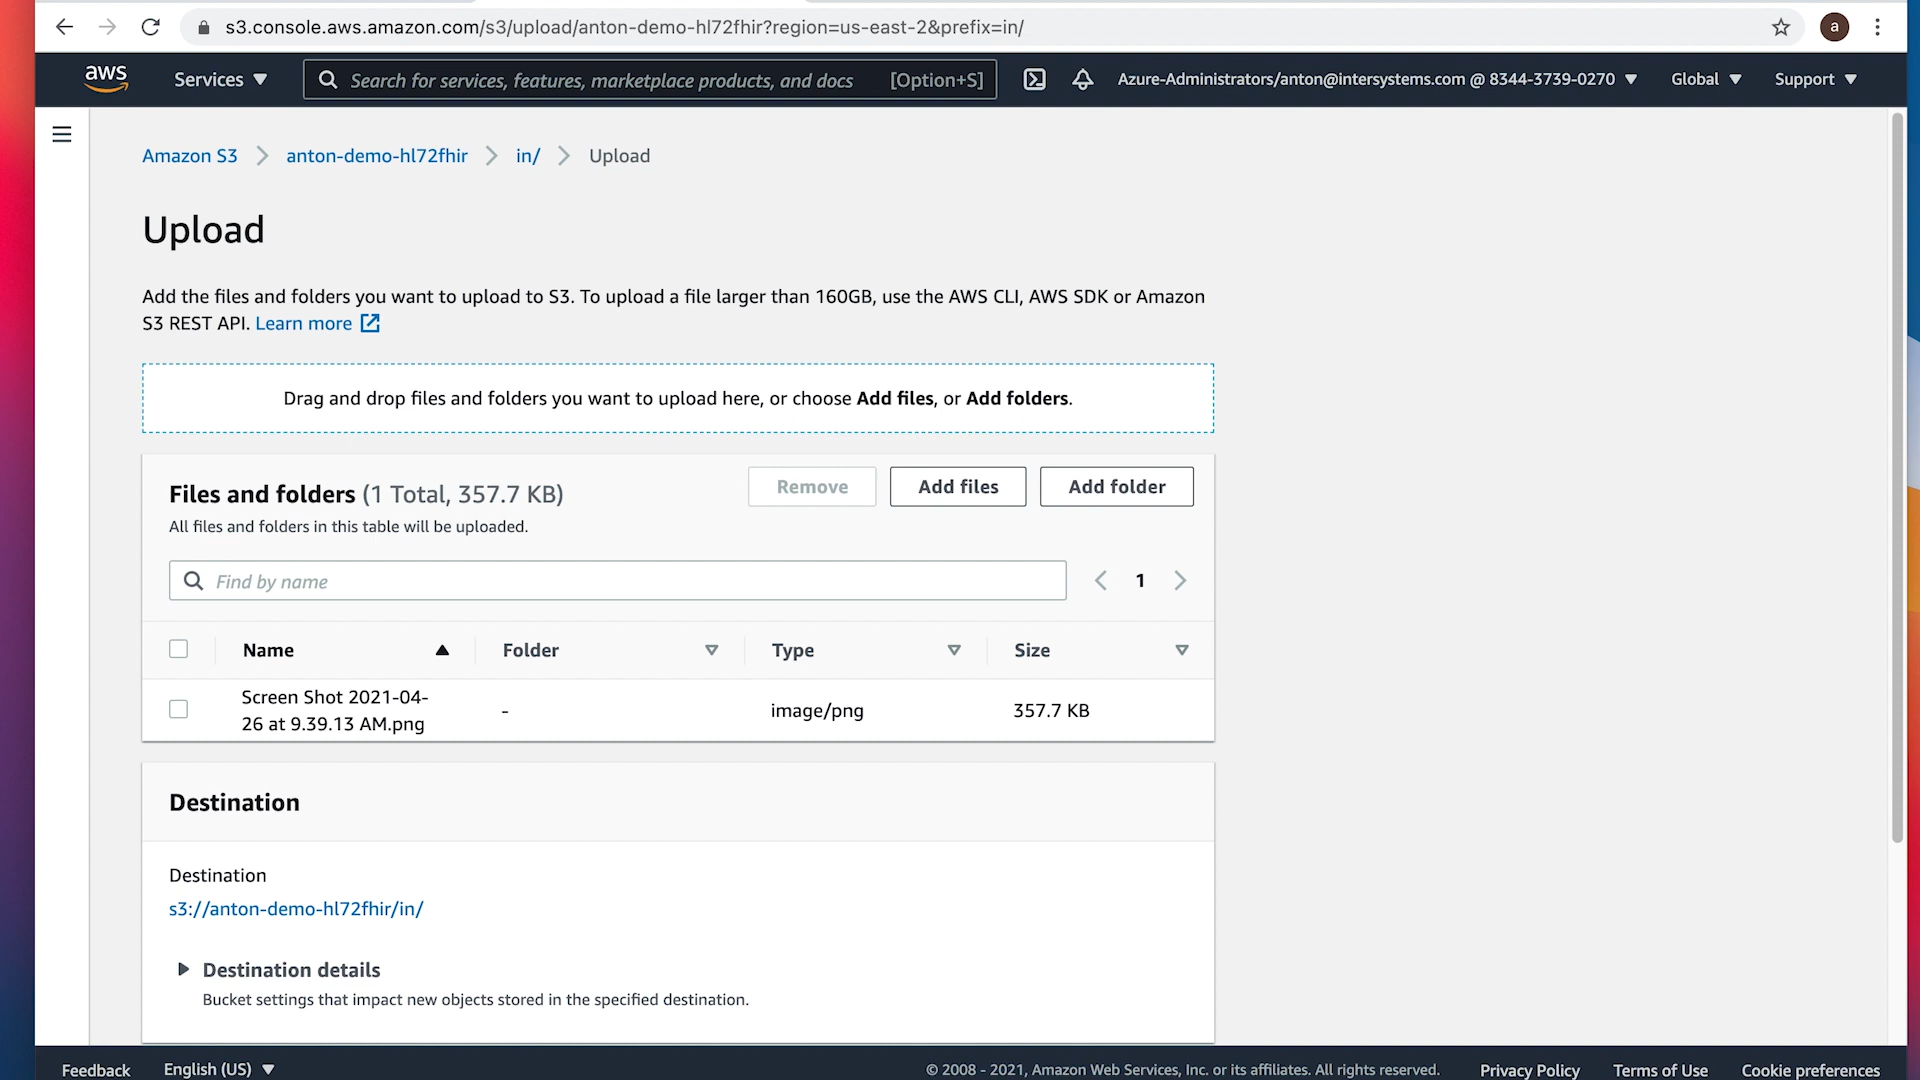 s3.console.aws.amazon.com/s3/upload/anton-demo-hl72fhir?region=us-east-2&prefix=in/
a
aws
Services
Search for services, features, marketplace products, and docs [Option+S]
Azure-Administrators/anton@intersystems.com @ 8344-3739-0270
Global
Support
Amazon S3
anton-demo-hl72fhir
in/
Upload
Upload
Add the files and folders you want to upload to S3. To upload a file larger than 160GB, use the AWS CLI, AWS SDK or Amazon
S3 REST API. Learn more
Drag and drop files and folders you want to upload here, or choose Add files, or Add folders.
Files and folders (1 Total, 357.7 KB)
Remove
Add files
Add folder
All files and folders in this table will be uploaded.
Find by name
1
Name
Folder
Type
Size
Screen Shot 2021-04-
26 at 9.39.13 AM.png
-
image/png
357.7 KB
Destination
Destination
s3://anton-demo-hl72fhir/in/
Destination details
Bucket settings that impact new objects stored in the specified destination.
Feedback
English (US)
© 2008 - 2021, Amazon Web Services, Inc. or its affiliates. All rights reserved.
Privacy Policy
Terms of Use
Cookie preferences